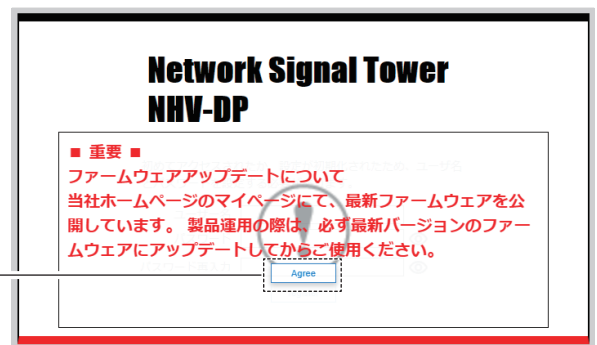 Network Signal Tower
NHV-DP
■ 重要 ■
ファームウェアアップデートについて
当社ホームページのマイページにて、最新ファームウェアを公
開しています。 製品運用の際は、必ず最新バージョンのファー
ムウェアにアップデートしてからご使用ください。
Agree